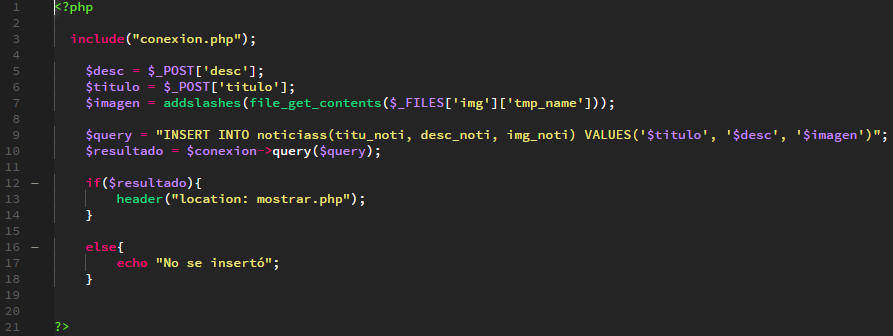 1 <?php
2
3 include("conexion.php");
4
5 $desc = $_POST['desc'];
6 $titulo = $_POST['titulo'];
7 $imagen = addslashes(file_get_contents($_FILES['img']['tmp_name']));
8
9 $query = "INSERT INTO noticiass(titu_noti, desc_noti, img_noti) VALUES('$titulo', '$desc', '$imagen')";
10 $resultado = $conexion->query($query);
11
12 − if($resultado){
13 header("location: mostrar.php");
14 }
15
16 − else{
17 echo "No se insertó";
18 }
19
20
21 ?>